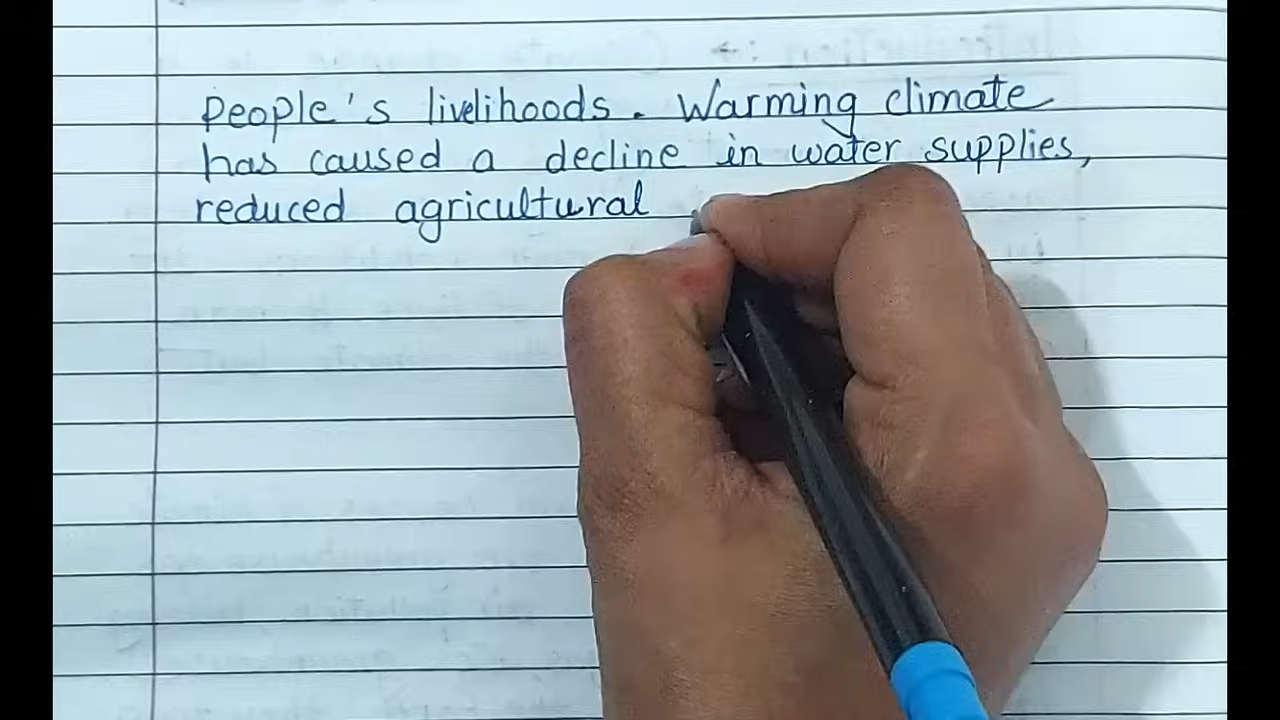 People's livelihoods. Warming climate
has caused a decline in water supplies,
reduced agricultural